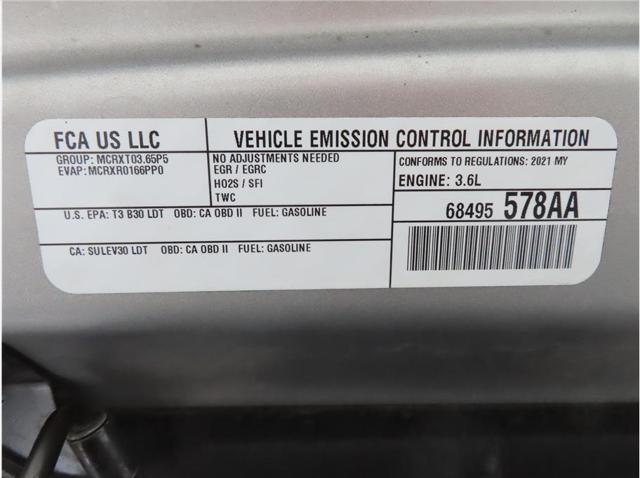 FCA US LLC
VEHICLE EMISSION CONTROL INFORMATION
GROUP: MCRXT03.65P5
EVAP: MCRXR0166PP0
NO ADJUSTMENTS NEEDED
EGR / EGRC
HO2S / SFI
TWC
CONFORMS TO REGULATIONS: 2021 MY
ENGINE: 3.6L
U.S. EPA: T3 B30 LDT OBD: CA OBD II FUEL: GASOLINE
CA: SULEV30 LDT OBD: CA OBD II FUEL: GASOLINE
68495 578AA